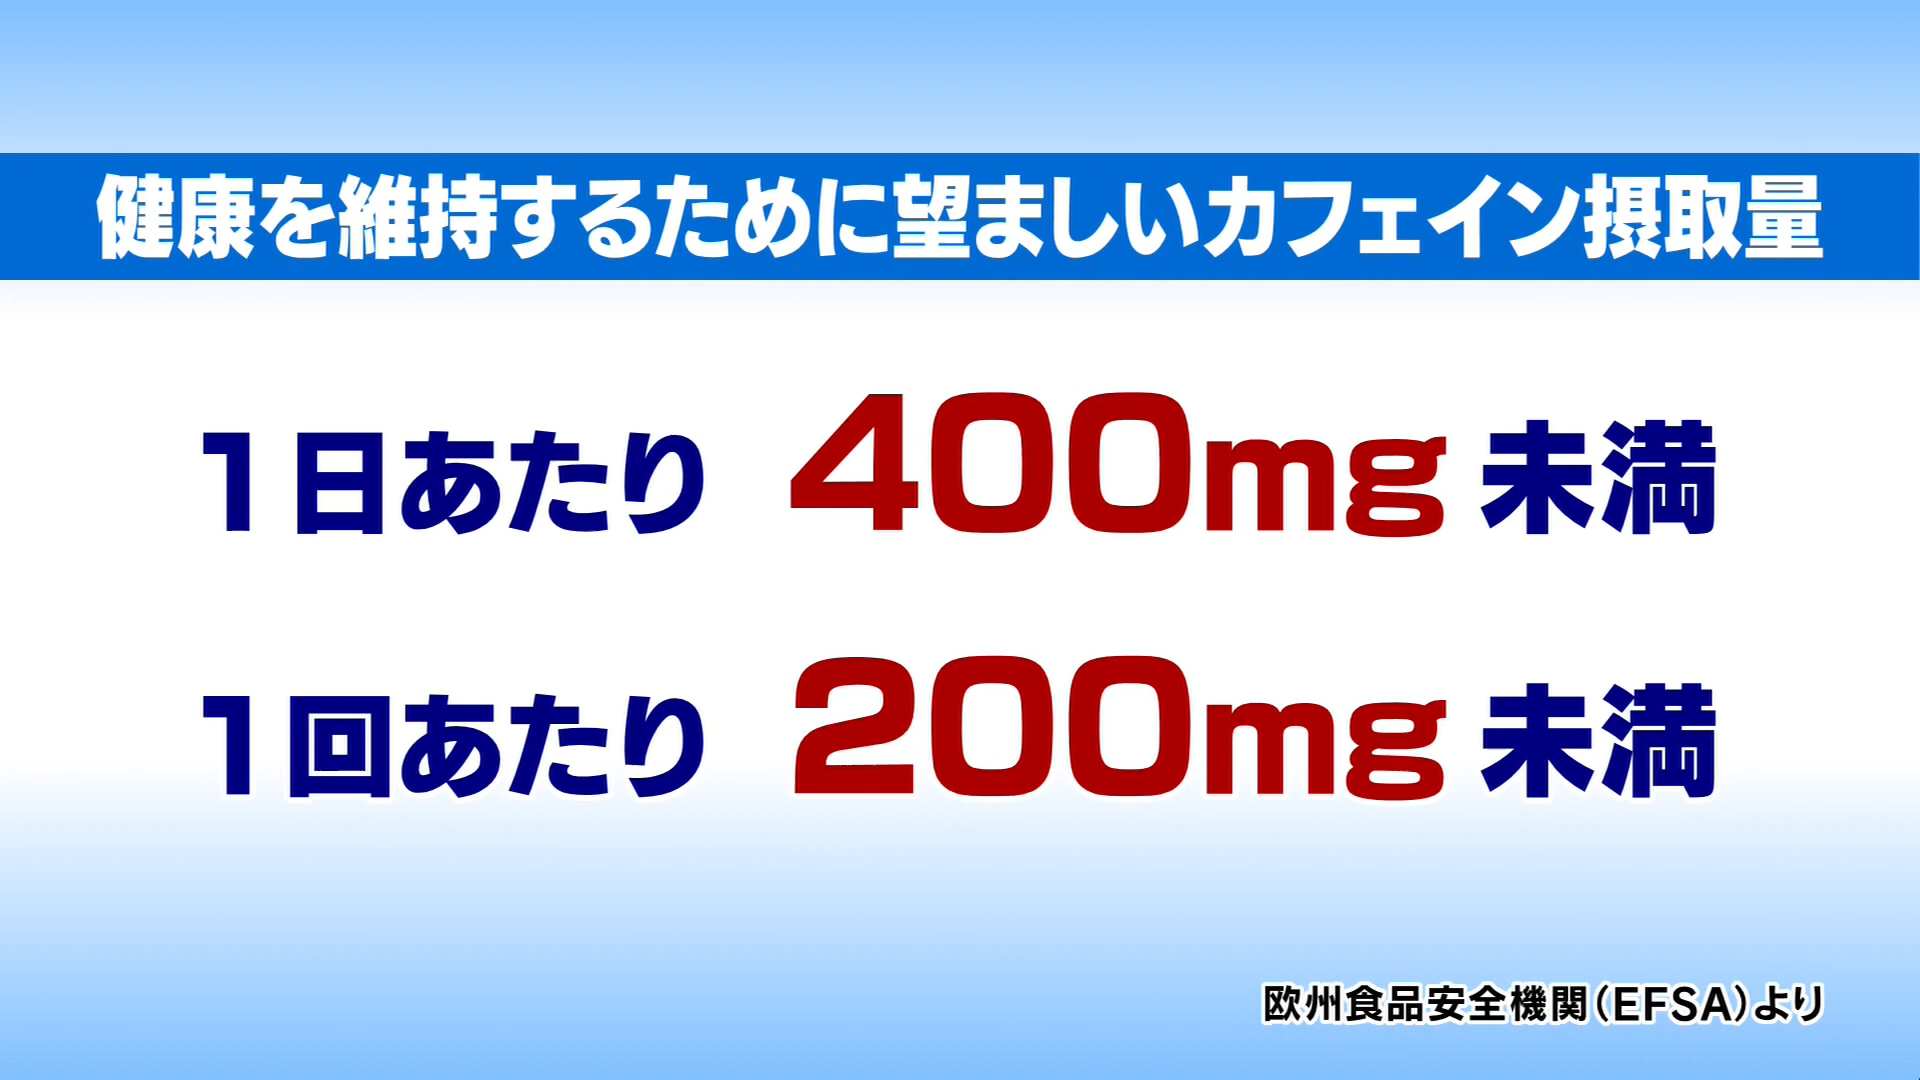 健康を維持するために望ましいカフェイン摂取量
1日あたり 400mg 未満
1回あたり 200mg 未満
欧州食品安全機関（EFSA）より